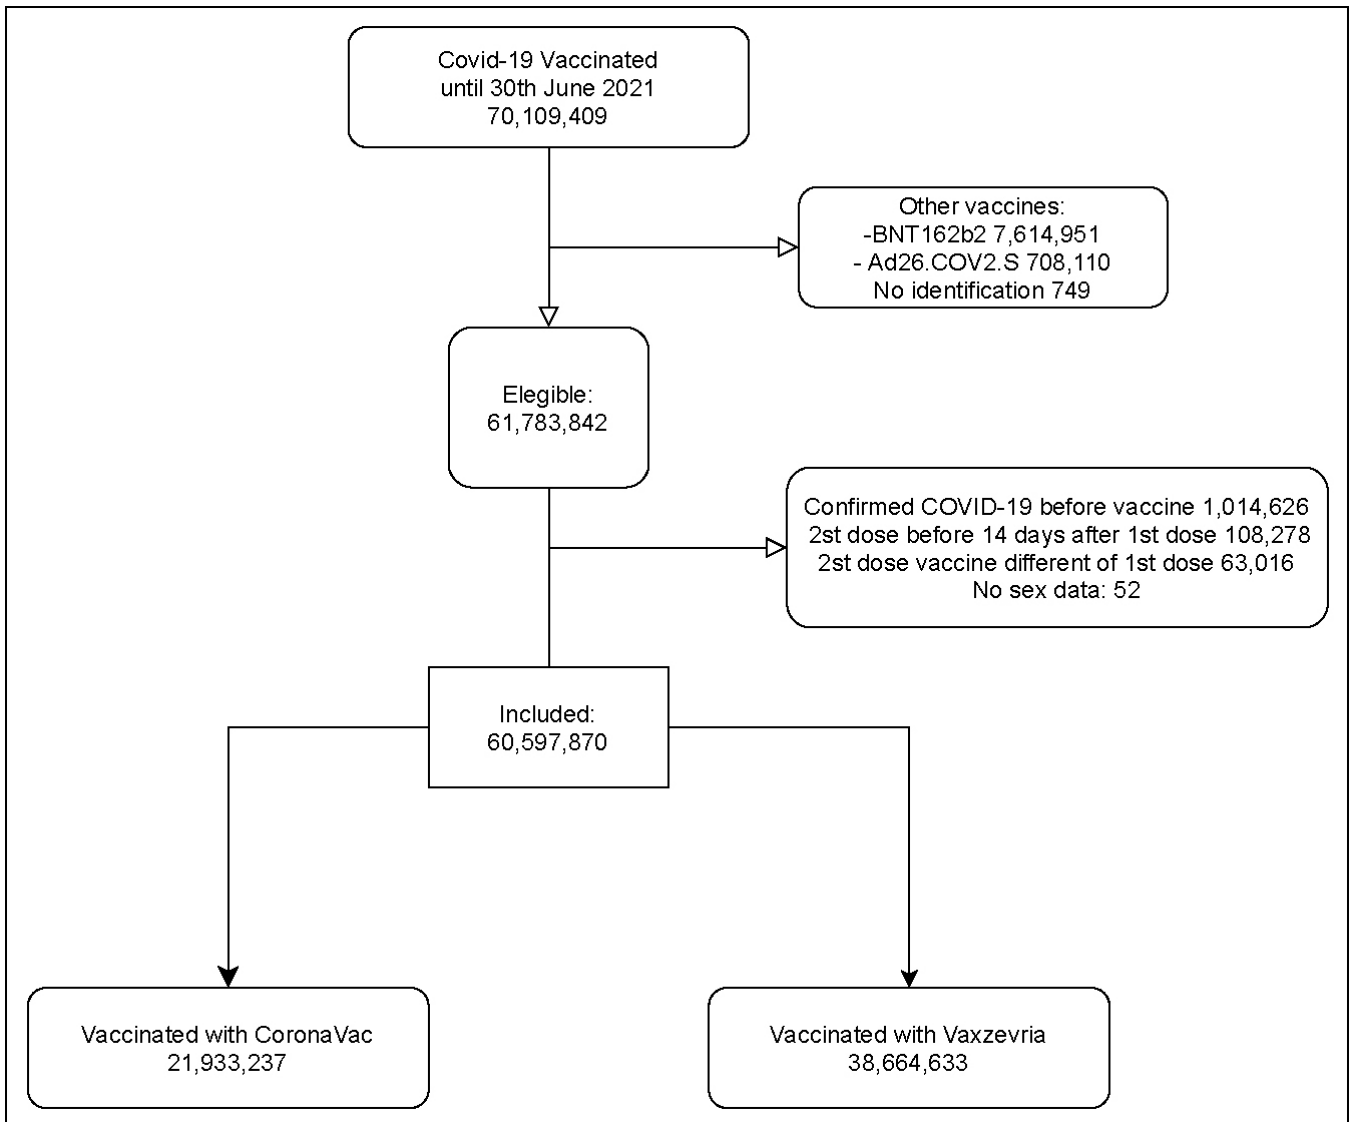 Covid-19 Vaccinated
until 30th June 2021
70,109,409
Other vaccines:
-BNT162b2 7,614,951
- Ad26.COV2.S 708,110
No identification 749
Elegible:
61,783,842
Confirmed COVID-19 before vaccine 1,014,626
2st dose before 14 days after 1st dose 108,278
2st dose vaccine different of 1st dose 63,016
No sex data: 52
Included:
60,597,870
Vaccinated with CoronaVac
21,933,237
Vaccinated with Vaxzevria
38,664,633